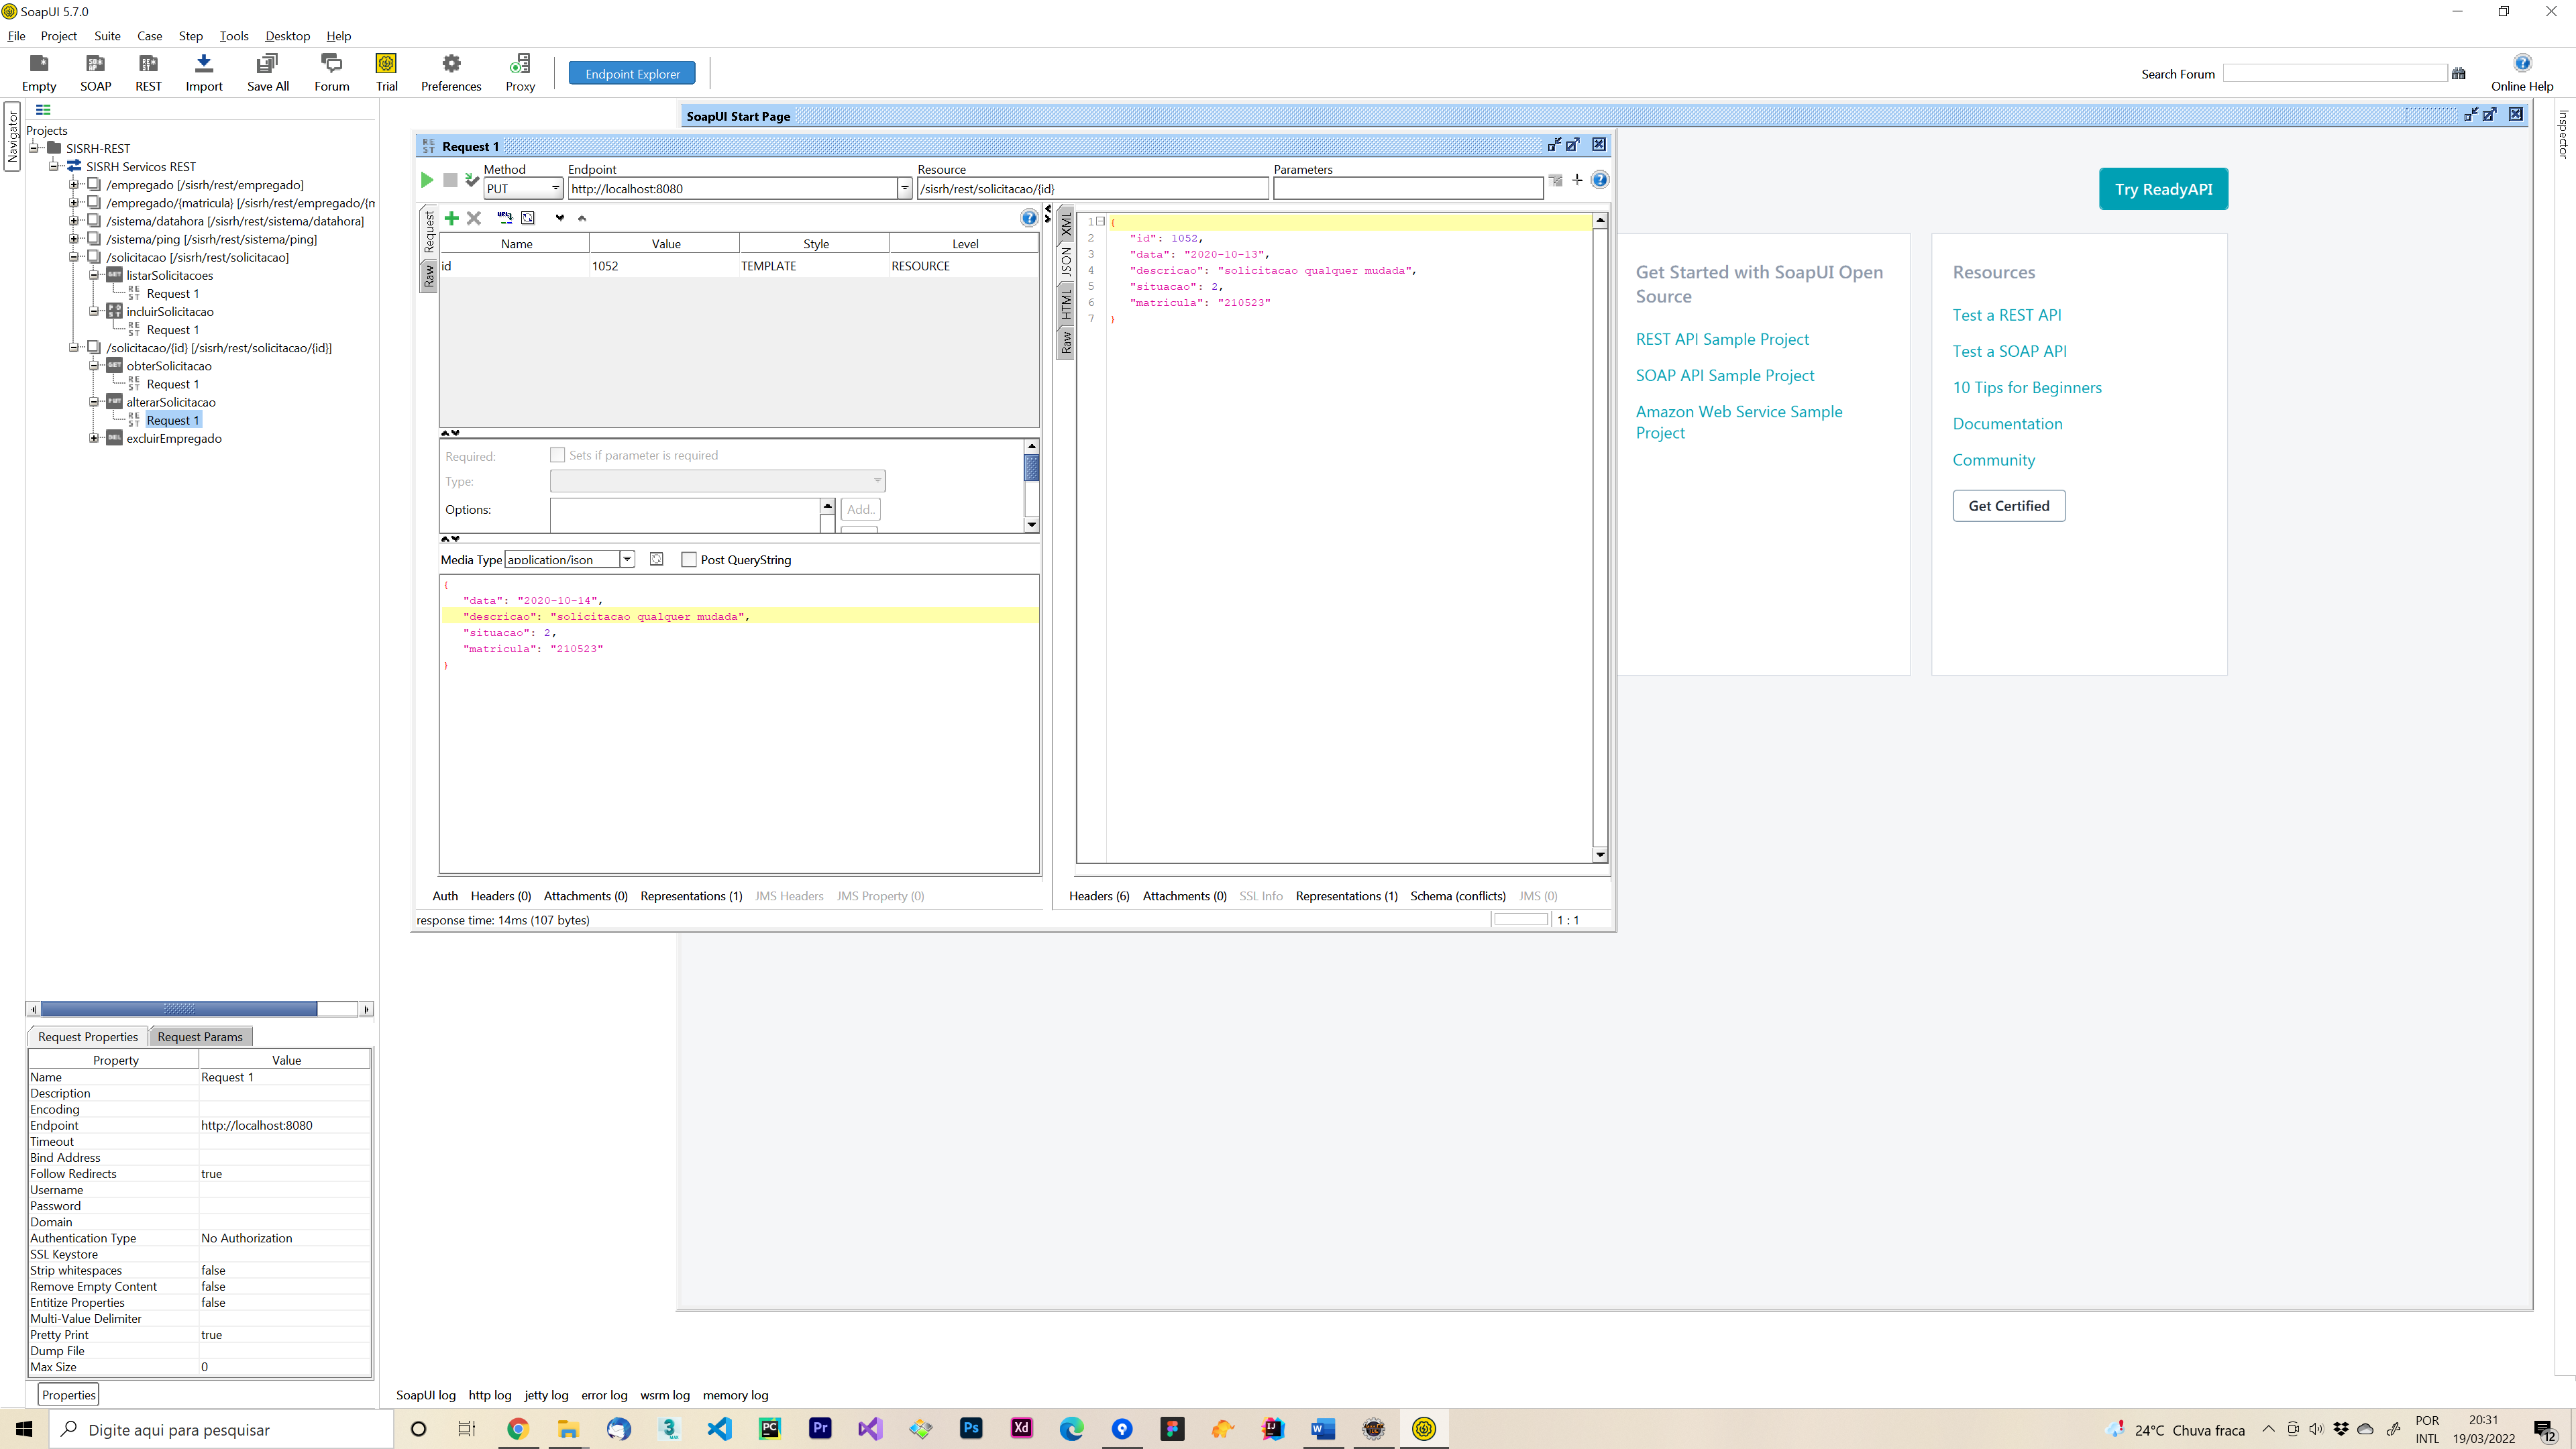 SoapUI 5.7.0
File Project Suite Case Step Tools Desktop Help
Empty SOAP REST Import Save All Forum Trial Preferences Proxy Endpoint Explorer Search Forum Online Help
Navigator
Projects
SISRH-REST
SISRH Servicos REST
/empregado [/sisrh/rest/empregado]
/empregado/{matricula} [/sisrh/rest/empregado/{m
/sistema/datahora [/sisrh/rest/sistema/datahora]
/sistema/ping [/sisrh/rest/sistema/ping]
/solicitacao [/sisrh/rest/solicitacao]
GET listarSolicitacoes
REST Request 1
POST incluirSolicitacao
REST Request 1
/solicitacao/{id} [/sisrh/rest/solicitacao/{id}]
GET obterSolicitacao
REST Request 1
PUT alterarSolicitacao
REST Request 1
DEL excluirEmpregado
Request Properties Request Params
Property Value
Name Request 1
Description
Encoding
Endpoint http://localhost:8080
Timeout
Bind Address
Follow Redirects true
Username
Password
Domain
Authentication Type No Authorization
SSL Keystore
Strip whitespaces false
Remove Empty Content false
Entitize Properties false
Multi-Value Delimiter
Pretty Print true
Dump File
Max Size 0
Properties
SoapUI Start Page
REST Request 1
Method Endpoint Resource Parameters
PUT http://localhost:8080 /sisrh/rest/solicitacao/{id}
Request
Raw
Name Value Style Level
id 1052 TEMPLATE RESOURCE
Required: Sets if parameter is required
Type:
Options: Add..
Media Type application/json Post QueryString
{
"data": "2020-10-14",
"descricao": "solicitacao qualquer mudada",
"situacao": 2,
"matricula": "210523"
}
Auth Headers (0) Attachments (0) Representations (1) JMS Headers JMS Property (0)
response time: 14ms (107 bytes)
XML
JSON
HTML
Raw
1 {
2 "id": 1052,
3 "data": "2020-10-13",
4 "descricao": "solicitacao qualquer mudada",
5 "situacao": 2,
6 "matricula": "210523"
7 }
Headers (6) Attachments (0) SSL Info Representations (1) Schema (conflicts) JMS (0)
1 : 1
Try ReadyAPI
Get Started with SoapUI Open
Source
REST API Sample Project
SOAP API Sample Project
Amazon Web Service Sample
Project
Resources
Test a REST API
Test a SOAP API
10 Tips for Beginners
Documentation
Community
Get Certified
Inspector
SoapUI log http log jetty log error log wsrm log memory log
Digite aqui para pesquisar
24°C Chuva fraca
POR
INTL
20:31
19/03/2022
12